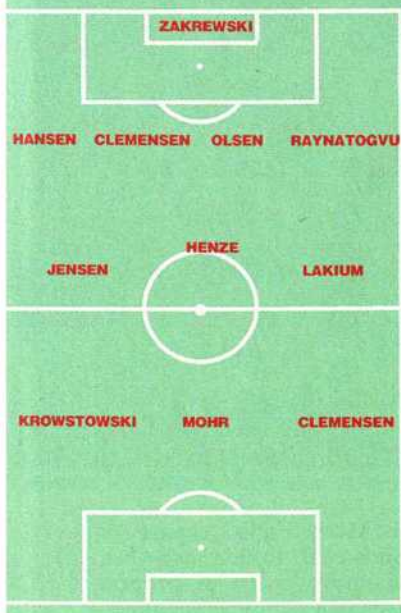 ZAKREWSKI
HANSEN CLEMENSEN OLSEN RAYNATOGVU
HENZE
JENSEN LAKIUM
KROWSTOWSKI MOHR CLEMENSEN